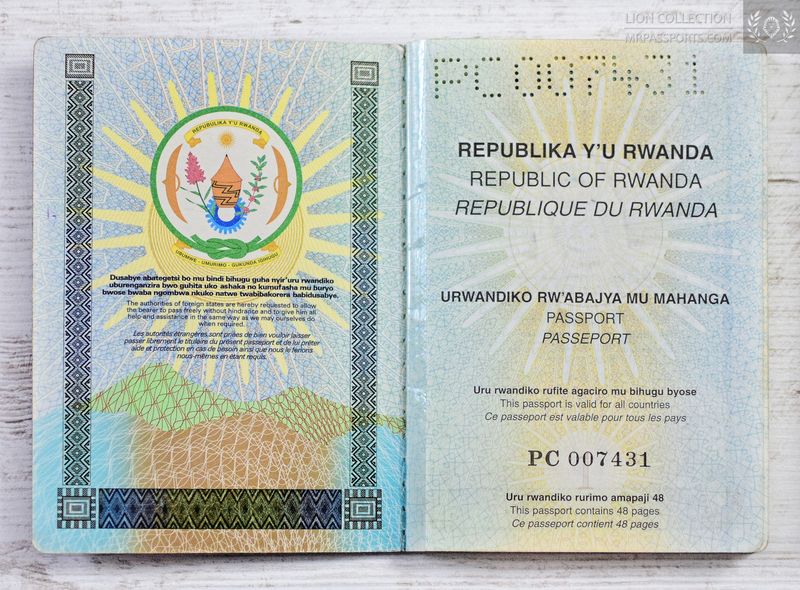 LION COLLECTION
MRPASSPORTS.COM
REPUBULIKA Y'U RWANDA
UBUMWE - UMURIMO - GUKUNDA IGIHUGU
Dusabye abategetsi bo mu bindi bihugu guha nyir'uru rwandiko
uburenganzira bwo guhita uko ashaka no kumufasha mu buryo
bwose bwaba ngombwa nkuko natwe twabibakorera babidusabye.
The authorities of foreign states are hereby requested to allow
the bearer to pass freely without hindradte and to give him all
help and assistance in the same way as we may ourselves do
when required.
Les autorités étrangères, sont priées de bien vouloir laisser
passer librement le titulaire du présent passeport et de lui prêter
aide et protection en cas de besoin ainsi que nous le ferions
nous-mêmes en étant requis.
PC007431
REPUBLIKA Y'U RWANDA
REPUBLIC OF RWANDA
REPUBLIQUE DU RWANDA
URWANDIKO RW'ABAJYA MU MAHANGA
PASSPORT
PASSEPORT
Uru rwandiko rufite agaciro mu bihugu byose
This passport is valid for all countries
Ce passeport est valable pour tous les pays
PC 007431
Uru rwandiko rurimo amapaji 48
This passport contains 48 pages
Ce passeport contient 48 pages